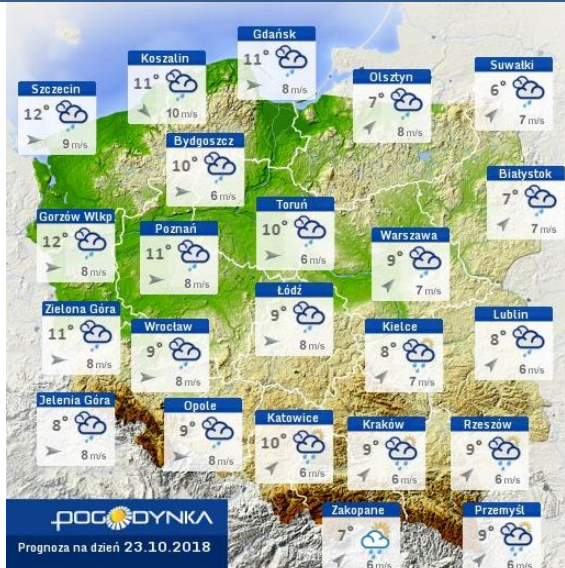 Gdańsk
11°
8 m/s
Koszalin
11°
10 m/s
Suwałki
6°
7 m/s
Olsztyn
7°
8 m/s
Szczecin
12°
9 m/s
Bydgoszcz
10°
6 m/s
Białystok
7°
7 m/s
Toruń
10°
6 m/s
Gorzów Wlkp
12°
8 m/s
Poznań
11°
8 m/s
Warszawa
9°
7 m/s
Łódź
9°
8 m/s
Zielona Góra
11°
8 m/s
Wrocław
9°
8 m/s
Kielce
8°
7 m/s
Lublin
8°
6 m/s
Jelenia Góra
8°
8 m/s
Opole
9°
8 m/s
Katowice
10°
6 m/s
Kraków
9°
6 m/s
Rzeszów
9°
6 m/s
Zakopane
7°
6 m/s
Przemyśl
9°
6 m/s
POGODYNKA
Prognoza na dzień 23.10.2018